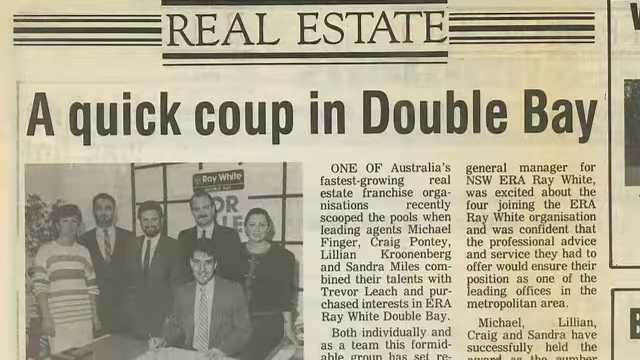 REAL ESTATE
A quick coup in Double Bay
Ray White
DOUBLE BAY
ONE OF Australia's
fastest-growing real
estate franchise orga-
nisations recently
scooped the pools when
leading agents Michael
Finger, Craig Pontey,
Lillian Kroonenberg
and Sandra Miles com-
bined their talents with
Trevor Leach and pur-
chased interests in ERA
Ray White Double Bay.
Both individually and
as a team this formid-
able group has set re-
general manager for
NSW ERA Ray White,
was excited about the
four joining the ERA
Ray White organisation
and was confident that
the professional advice
and service they had to
offer would ensure their
position as one of the
leading offices in the
metropolitan area.
Michael, Lillian,
Craig and Sandra have
successfully held the